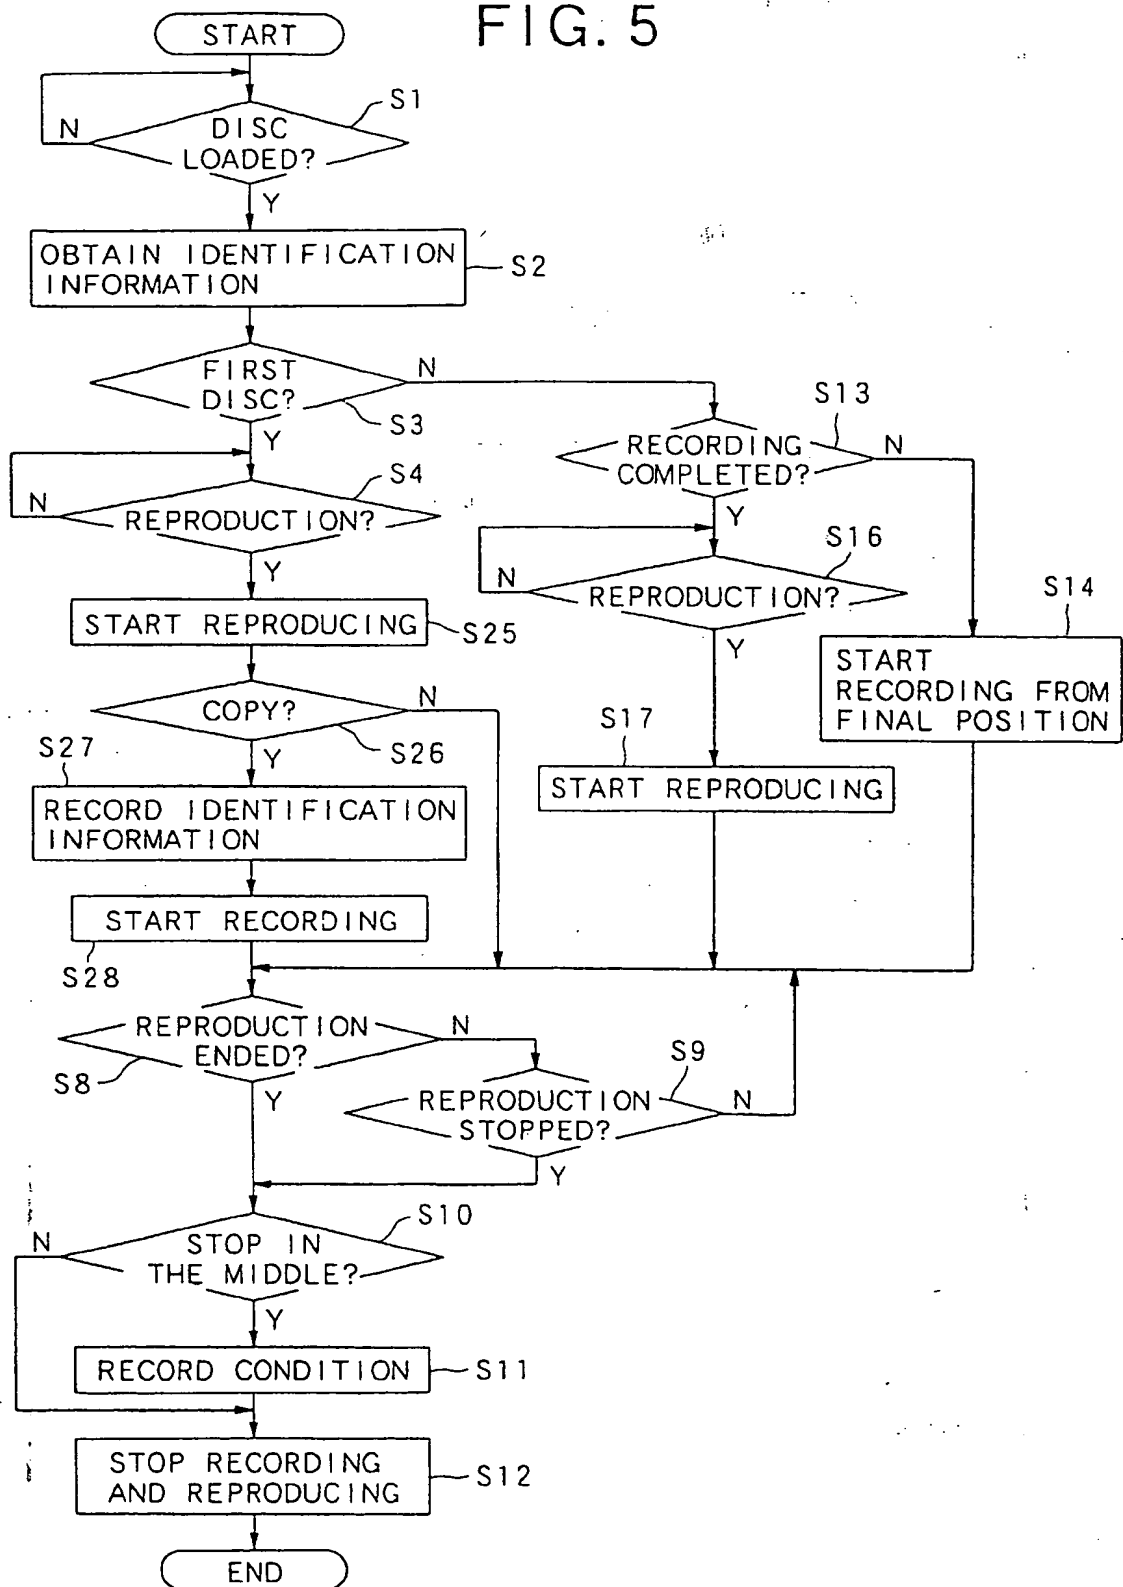 FIG. 5
START
S1
N
DISC
LOADED?
Y
OBTAIN IDENTIFICATION
INFORMATION
S2
FIRST
DISC?
N
S3
Y
S13
RECORDING
COMPLETED?
N
Y
S4
N
REPRODUCTION?
Y
S16
N
REPRODUCTION?
Y
S14
START
RECORDING FROM
FINAL POSITION
START REPRODUCING
S25
COPY?
N
S26
Y
S17
START REPRODUCING
S27
RECORD IDENTIFICATION
INFORMATION
START RECORDING
S28
REPRODUCTION
ENDED?
N
S8
Y
S9
REPRODUCTION
STOPPED?
N
Y
S10
N
STOP IN
THE MIDDLE?
Y
RECORD CONDITION
S11
STOP RECORDING
AND REPRODUCING
S12
END